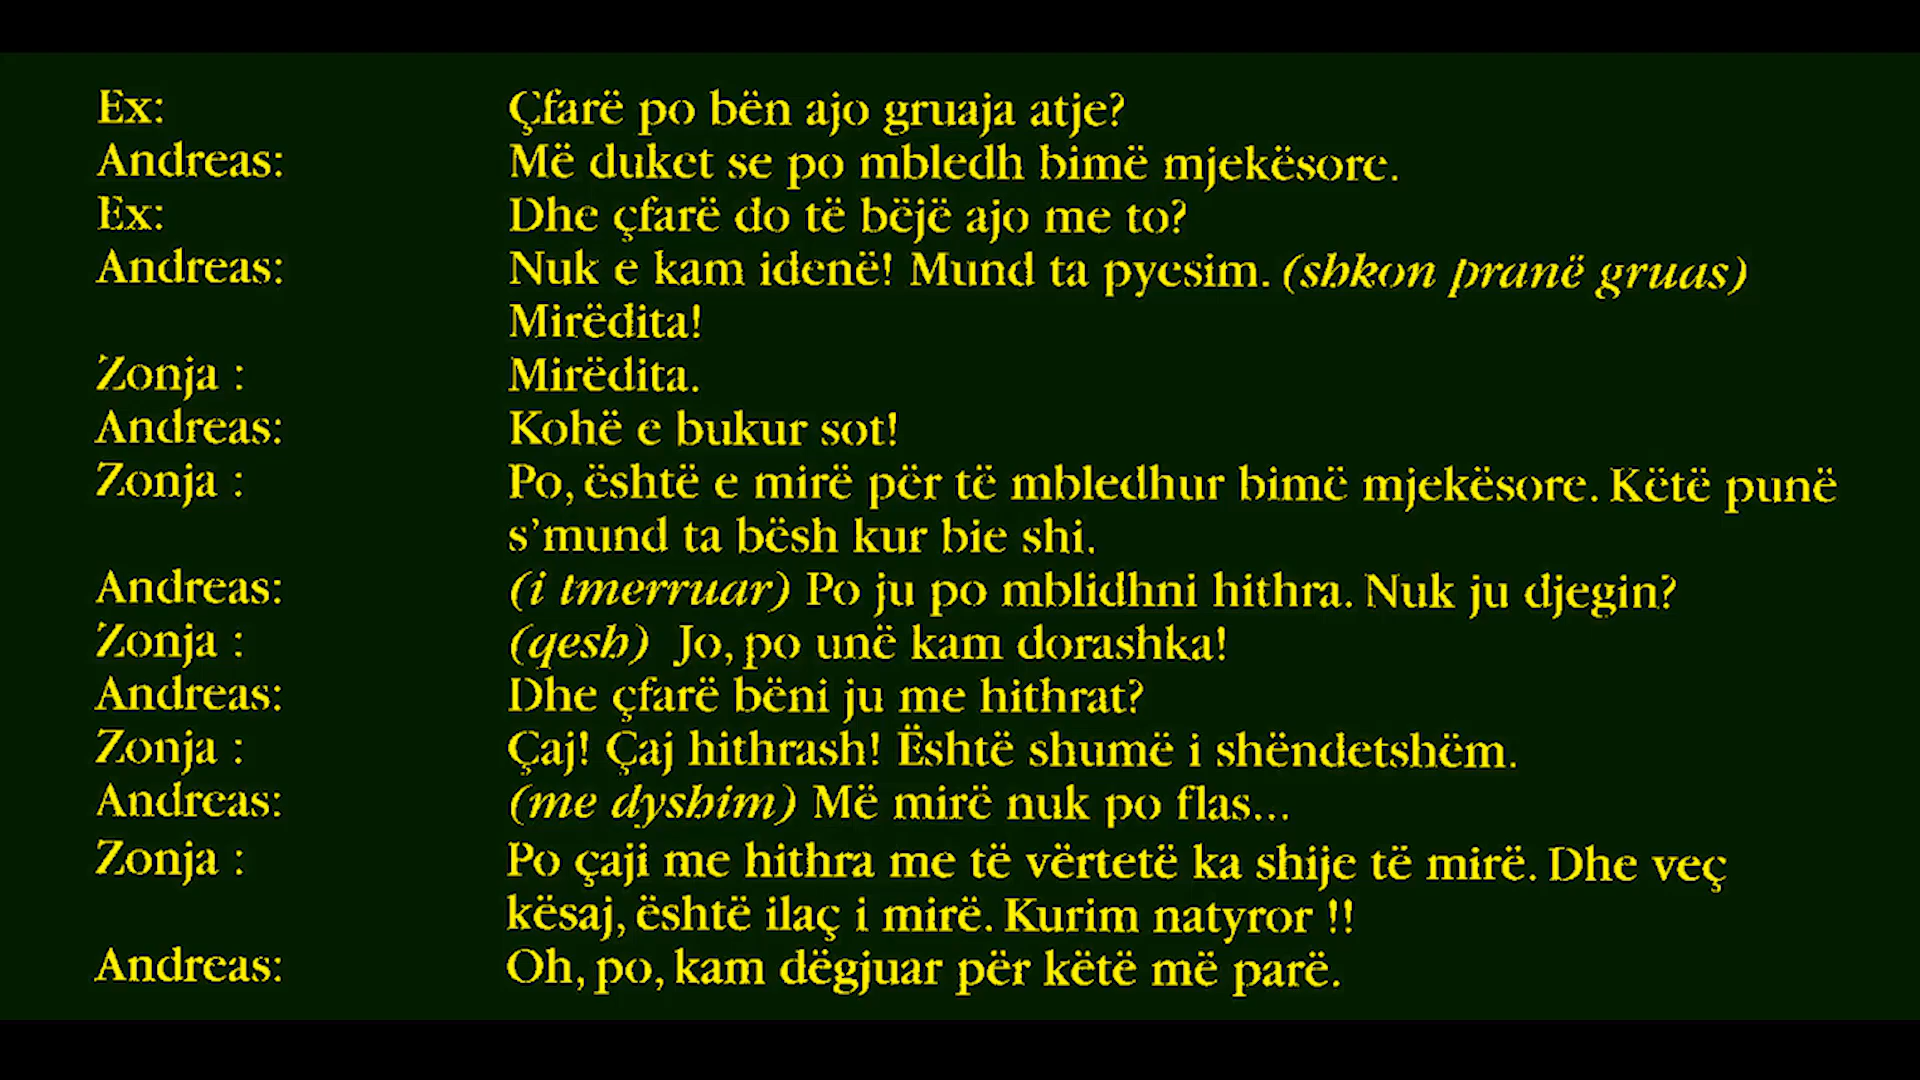 Ex: Çfarë po bën ajo gruaja atje?
Andreas: Më duket se po mbledh bimë mjekësore.
Ex: Dhe çfarë do të bëjë ajo me to?
Andreas: Nuk e kam idenë! Mund ta pyesim. (shkon pranë gruas)
Mirëdita!
Zonja : Mirëdita.
Andreas: Kohë e bukur sot!
Zonja : Po, është e mirë për të mbledhur bimë mjekësore. Këtë punë
s’mund ta bësh kur bie shi.
Andreas: (i tmerruar) Po ju po mblidhni hithra. Nuk ju djegin?
Zonja : (qesh) Jo, po unë kam dorashka!
Andreas: Dhe çfarë bëni ju me hithrat?
Zonja : Çaj! Çaj hithrash! Është shumë i shëndetshëm.
Andreas: (me dyshim) Më mirë nuk po flas...
Zonja : Po çaji me hithra me të vërtetë ka shije të mirë. Dhe veç
kësaj, është ilaç i mirë. Kurim natyror !!
Andreas: Oh, po, kam dëgjuar për këtë më parë.